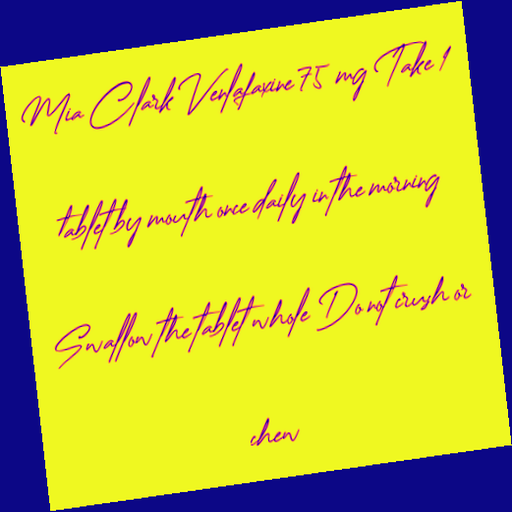 Mia Clark Venlafaxine 75 mg Take 1
tablet by mouth once daily in the morning
Swallow the tablet whole Do not crush or
chew